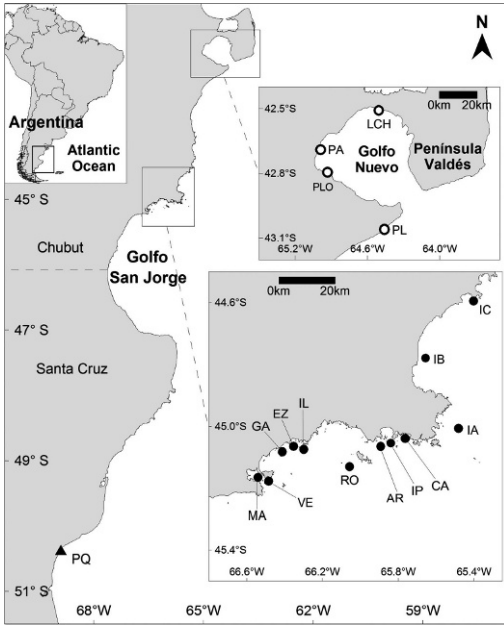 N
Argentina
Atlantic
Ocean
0km 20km
42.5° S
LCH
PA
Golfo
Nuevo
Península
Valdés
42.8° S
PLO
43.1° S
PL
65.2° W 64.6° W 64.0° W
45° S
Chubut
Golfo
San Jorge
47° S
Santa Cruz
49° S
PQ
51° S
68°W 65°W 62°W 59°W
0km 20km
44.6° S
IC
IB
45.0° S
IL
EZ
GA
IA
RO
AR
IP
CA
MA
VE
45.4° S
66.6° W 66.2° W 65.8° W 65.4° W